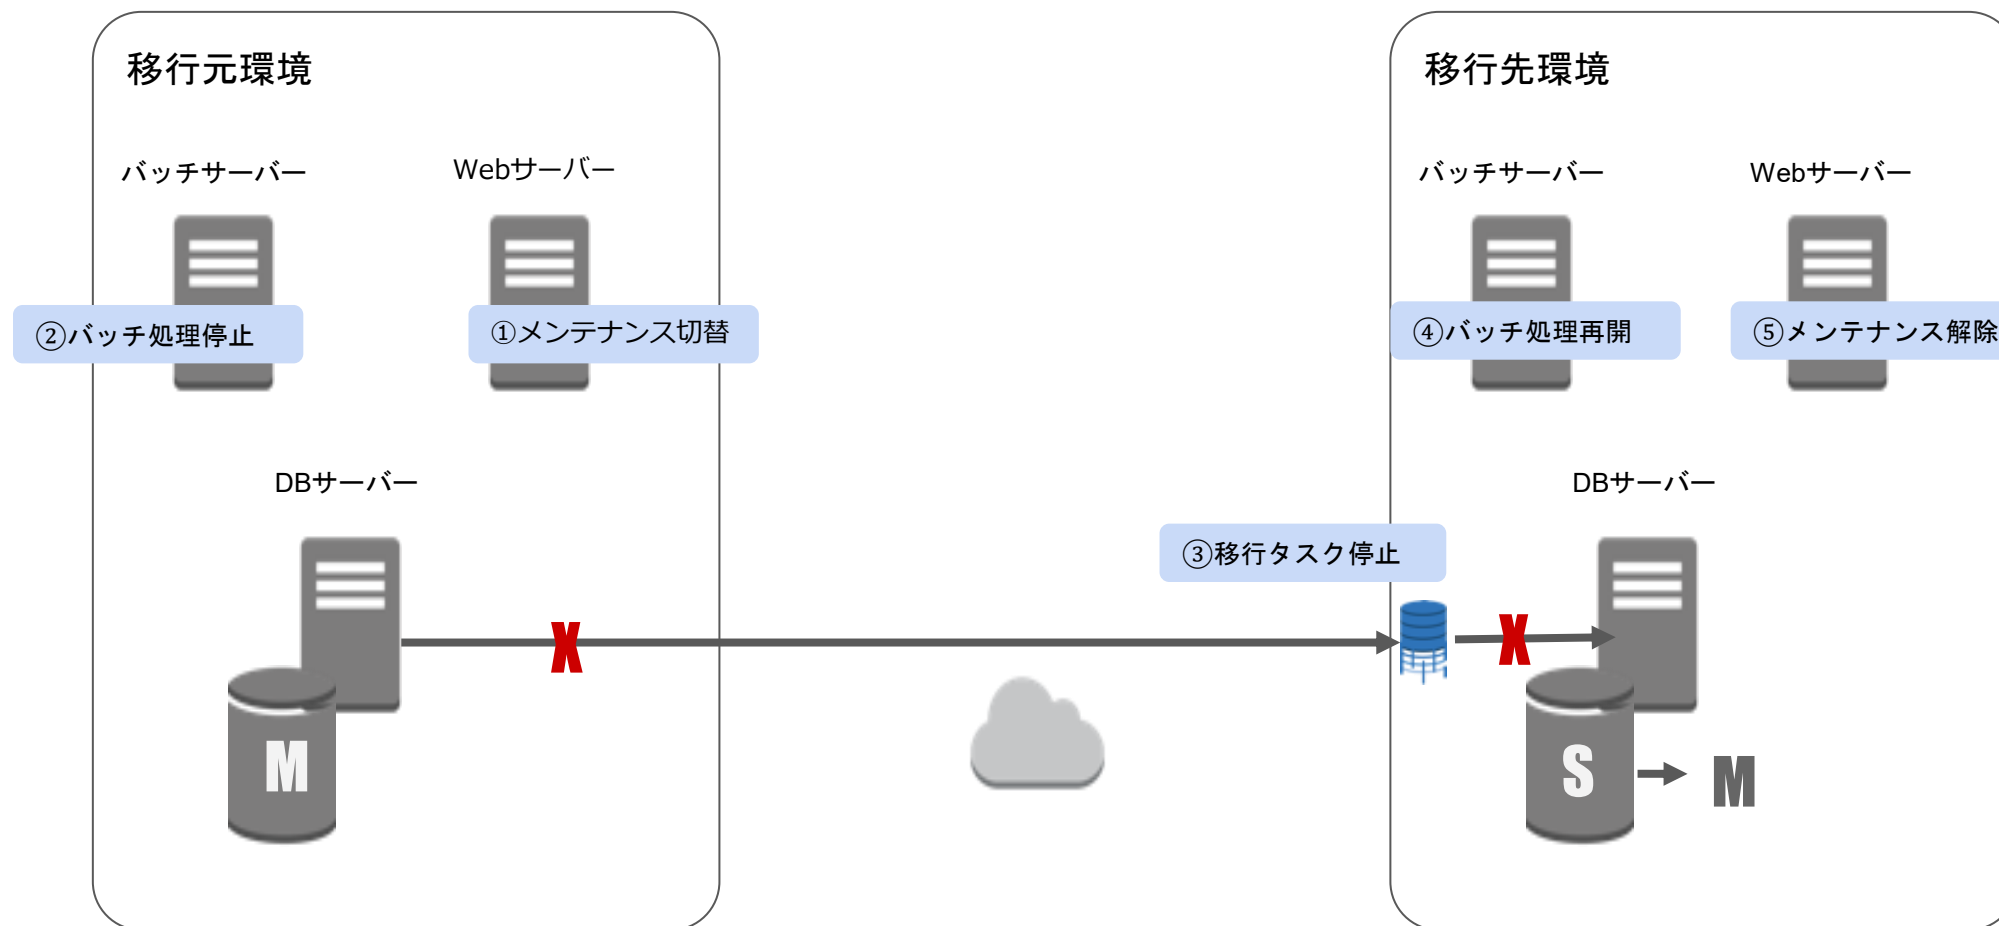 移行元環境
バッチサーバー
Webサーバー
②バッチ処理停止
①メンテナンス切替
DBサーバー
X
M
③移行タスク停止
移行先環境
バッチサーバー
Webサーバー
④バッチ処理再開
⑤メンテナンス解除
DBサーバー
X
S
M